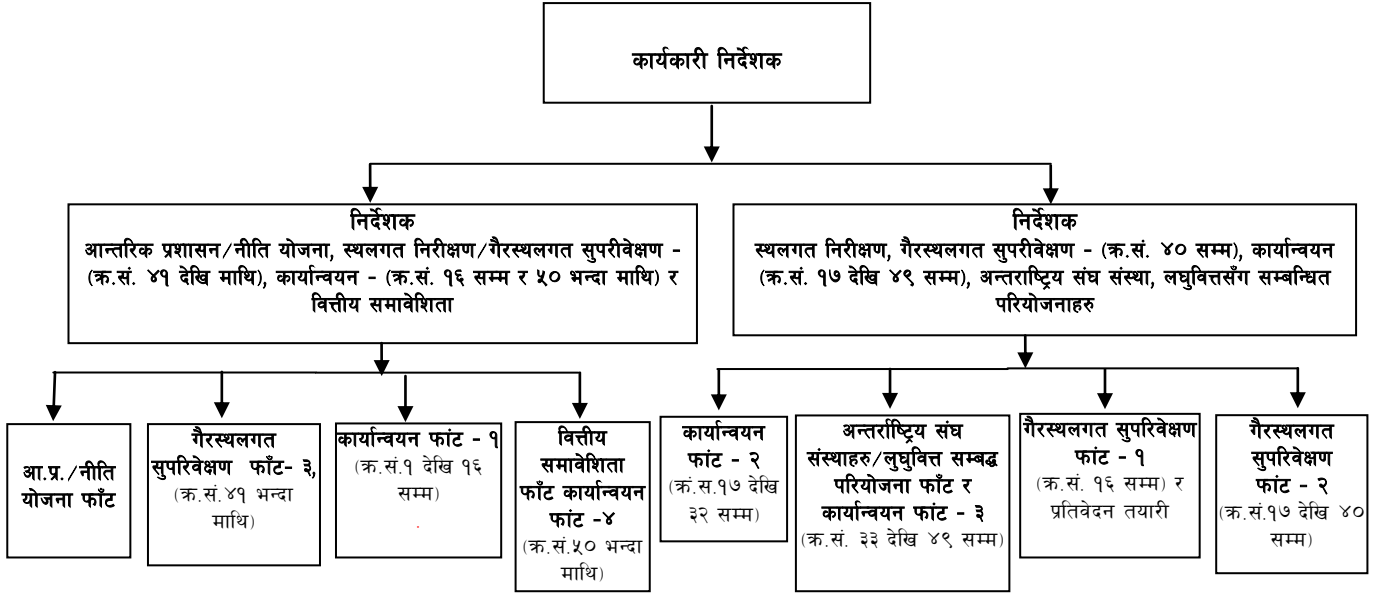 कार्यकारी निर्देशक
निर्देशक
आन्तरिक प्रशासन/नीति योजना, स्थलगत निरीक्षण/गैरस्थलगत सुपरीवेक्षण -
(क्र.सं. ४१ देखि माथि), कार्यान्वयन - (क्र.सं. १६ सम्म र ५० भन्दा माथि) र
वित्तीय समावेशिता
निर्देशक
स्थलगत निरीक्षण, गैरस्थलगत सुपरीवेक्षण - (क्र.सं. ४० सम्म), कार्यान्वयन
(क्र.सं. १७ देखि ४९ सम्म), अन्तराष्ट्रिय संघ संस्था, लघुवित्तसँग सम्बन्धित
परियोजनाहरु
आ.प्र./नीति
योजना फाँट
गैरस्थलगत
सुपरिवेक्षण फाँट- ३,
(क्र.सं.४१ भन्दा
माथि)
कार्यान्वयन फांट - १
(क्र.सं.१ देखि १६
सम्म)
.
वित्तीय
समावेशिता
फाँट कार्यान्वयन
फांट -४
(क्र.सं.५० भन्दा
माथि)
कार्यान्वयन
फांट - २
(क्रं.स.१७ देखि
३२ सम्म)
अन्तर्राष्ट्रिय संघ
संस्थाहरु/लुघुवित्त सम्बद्ध
परियोजना फाँट र
कार्यान्वयन फांट - ३
(क्र.सं. ३३ देखि ४९ सम्म)
गैरस्थलगत सुपरिवेक्षण
फांट - १
(क्र.सं. १६ सम्म) र
प्रतिवेदन तयारी
गैरस्थलगत
सुपरिवेक्षण
फांट - २
(क्र.सं.१७ देखि ४०
सम्म)